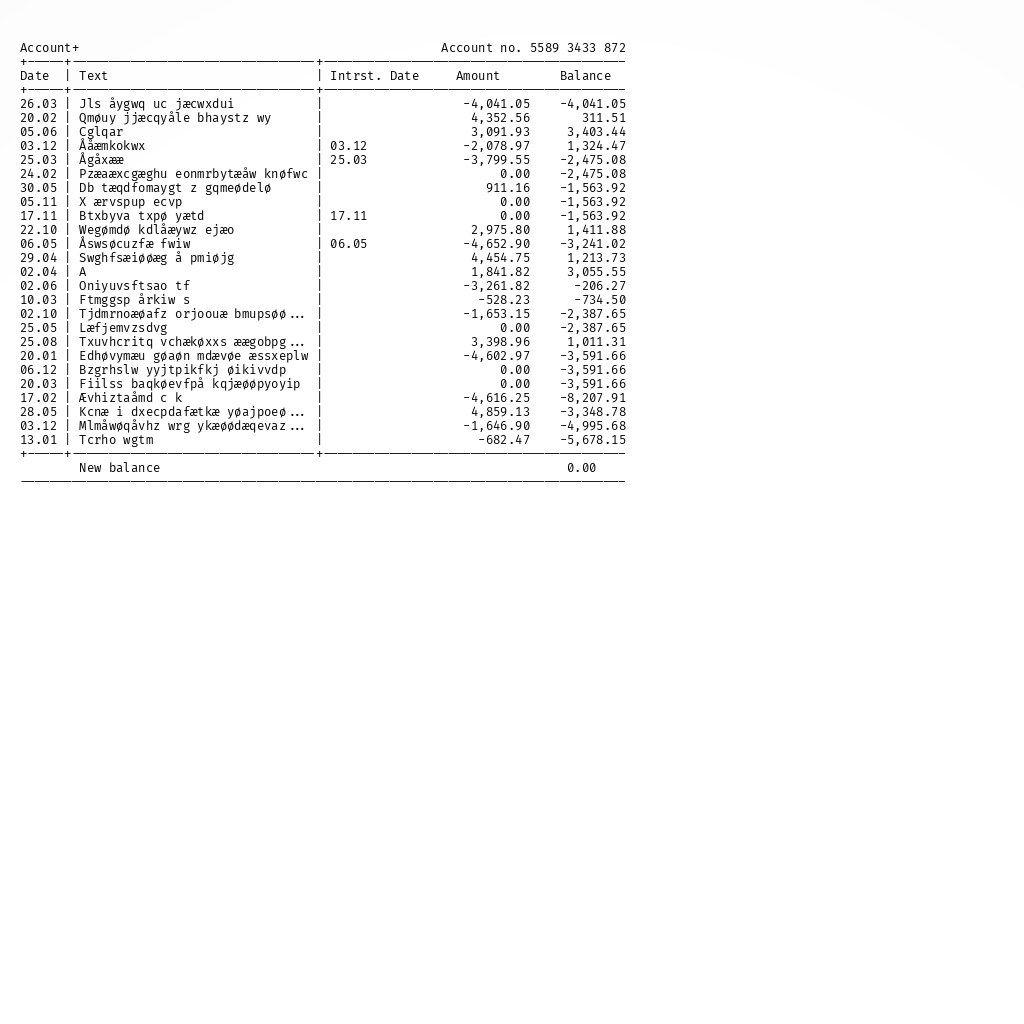 Account+ Account no. 5589 3433 872
+-----+---------------------------------+-----------------------------------------
Date | Text | Intrst. Date Amount Balance
+-----+---------------------------------+-----------------------------------------
26.03 | Jls åygwq uc jæcwxdui | -4,041.05 -4,041.05
20.02 | Qmøuy jjæcqyåle bhaystz wy | 4,352.56 311.51
05.06 | Cglqar | 3,091.93 3,403.44
03.12 | Ååæmkokwx | 03.12 -2,078.97 1,324.47
25.03 | Ågåxææ | 25.03 -3,799.55 -2,475.08
24.02 | Pzæaæxcgæghu eonmrbytæåw knøfwc | 0.00 -2,475.08
30.05 | Db tæqdfomaygt z gqmeødelø | 911.16 -1,563.92
05.11 | X ærvspup ecvp | 0.00 -1,563.92
17.11 | Btxbyva txpø yætd | 17.11 0.00 -1,563.92
22.10 | Wegømdø kdlåæywz ejæo | 2,975.80 1,411.88
06.05 | Åswsøcuzfæ fwiw | 06.05 -4,652.90 -3,241.02
29.04 | Swghfsæiøøæg å pmiøjg | 4,454.75 1,213.73
02.04 | A | 1,841.82 3,055.55
02.06 | Oniyuvsftsao tf | -3,261.82 -206.27
10.03 | Ftmggsp årkiw s | -528.23 -734.50
02.10 | Tjdmrnoæøafz orjoouæ bmupsøø... | -1,653.15 -2,387.65
25.05 | Læfjemvzsdvg | 0.00 -2,387.65
25.08 | Txuvhcritq vchækøxxs æægobpg... | 3,398.96 1,011.31
20.01 | Edhøvymæu gøaøn mdævøe æssxeplw | -4,602.97 -3,591.66
06.12 | Bzgrhslw yyjtpikfkj øikivvdp | 0.00 -3,591.66
20.03 | Fiilss baqkøevfpå kqjæøøpyoyip | 0.00 -3,591.66
17.02 | Ævhiztaåmd c k | -4,616.25 -8,207.91
28.05 | Kcnæ i dxecpdafætkæ yøajpoeø... | 4,859.13 -3,348.78
03.12 | Mlmåwøqåvhz wrg ykæøødæqevaz... | -1,646.90 -4,995.68
13.01 | Tcrho wgtm | -682.47 -5,678.15
+-----+---------------------------------+-----------------------------------------
New balance 0.00
----------------------------------------------------------------------------------